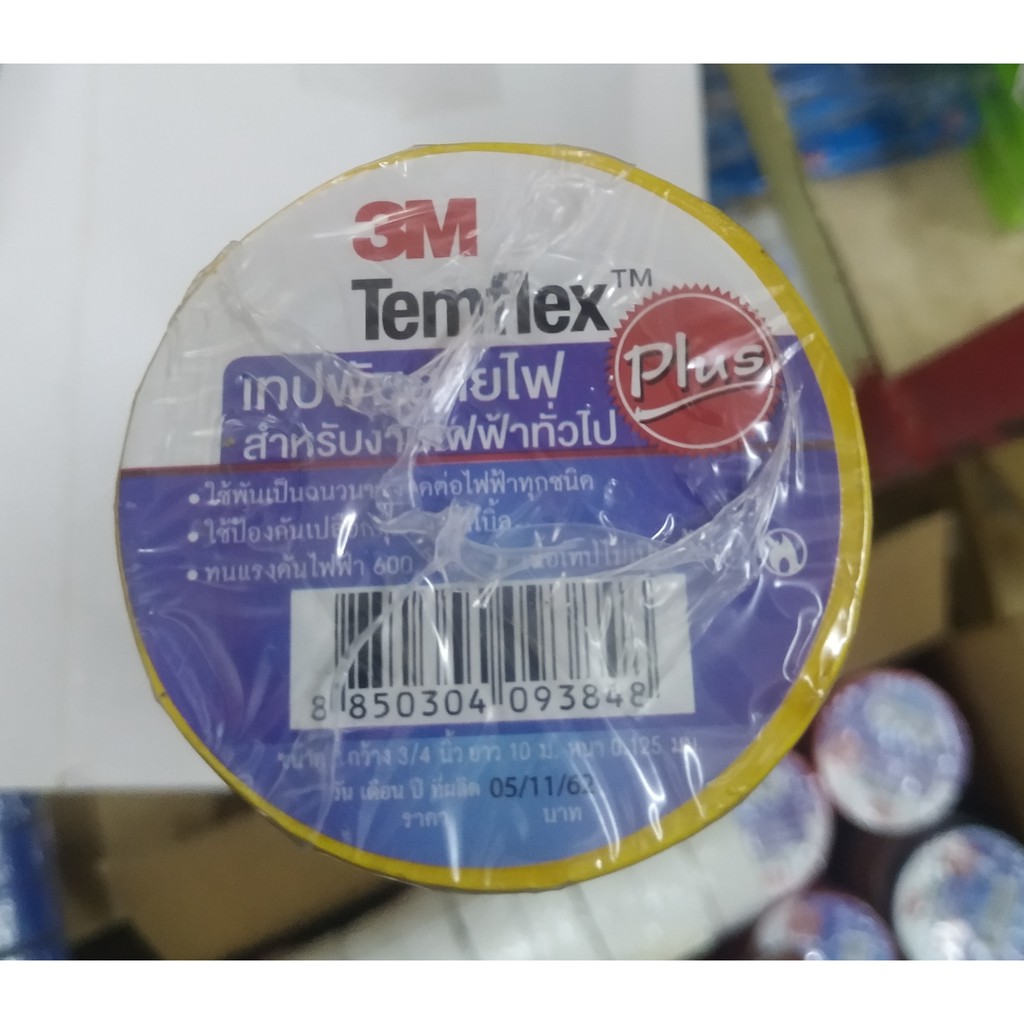 3M
Temflex™
Plus
เทปพันสายไฟ
สำหรับงานไฟฟ้าทั่วไป
• ใช้พันเป็นฉนวน ต่อไฟฟ้าทุกชนิด
• ใช้ป้องกันเปลือก
• ทนแรงดันไฟฟ้า 600
8 850304 093848
ขนาด กว้าง 3/4 นิ้ว ยาว 10 ม. หนา 0.125 มม.
วัน เดือน ปี ที่ผลิต 05/11/62
ราคา บาท